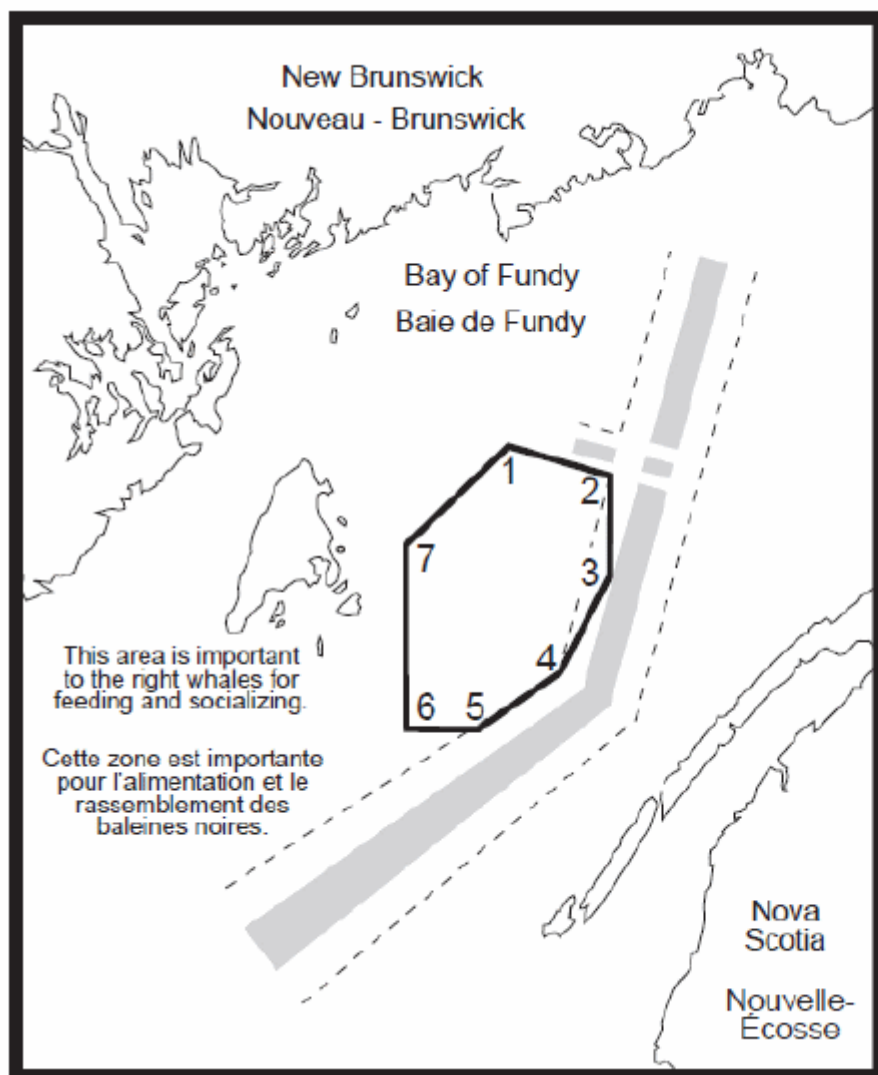 New Brunswick
Nouveau - Brunswick
Bay of Fundy
Baie de Fundy
1
2
7
3
4
6
5
This area is important
to the right whales for
feeding and socializing.
Cette zone est importante
pour l'alimentation et le
rassemblement des
baleines noires.
Nova
Scotia
Nouvelle-
Écosse